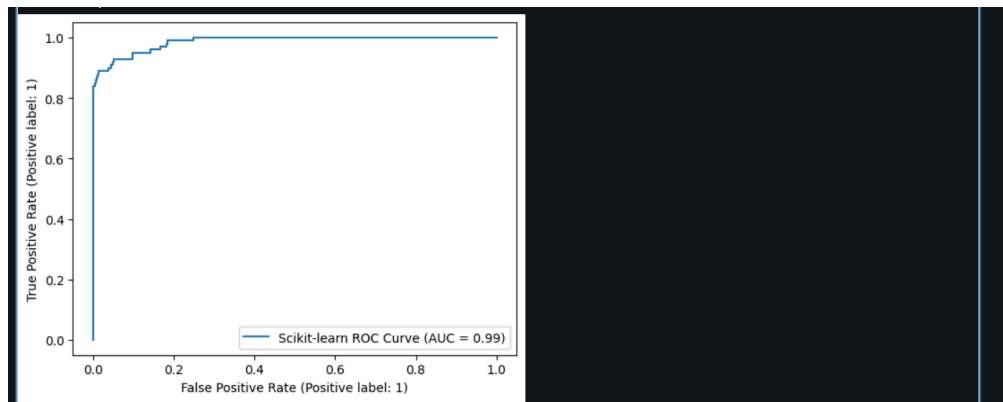 1.0
0.8
0.6
0.4
0.2
0.0
True Positive Rate (Positive label: 1)
Scikit-learn ROC Curve (AUC = 0.99)
0.0 0.2 0.4 0.6 0.8 1.0
False Positive Rate (Positive label: 1)